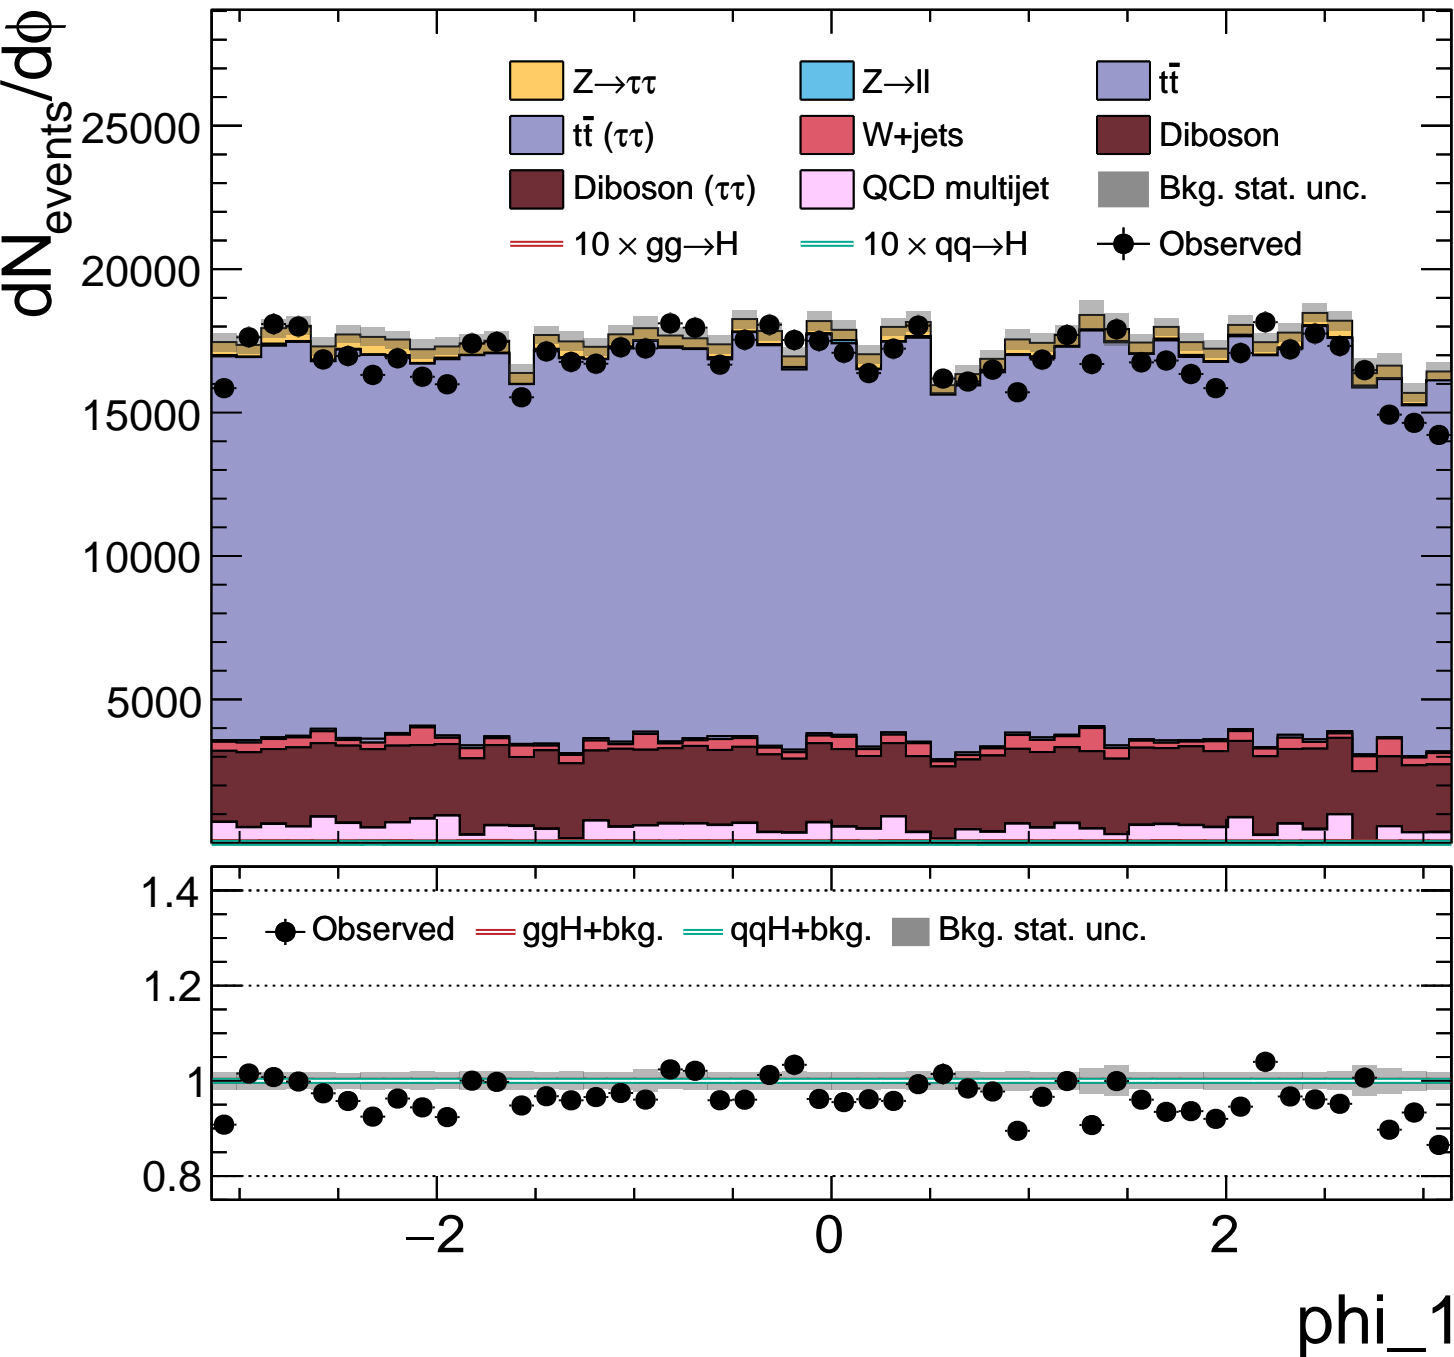 dN_events/dϕ
25000
20000
15000
10000
5000
Z→ττ Z→ll tt̄
tt̄ (ττ) W+jets Diboson
Diboson (ττ) QCD multijet Bkg. stat. unc.
10 × gg→H 10 × qq→H Observed
1.4
1.2
1
0.8
Observed ggH+bkg. qqH+bkg. Bkg. stat. unc.
−2 0 2
phi_1